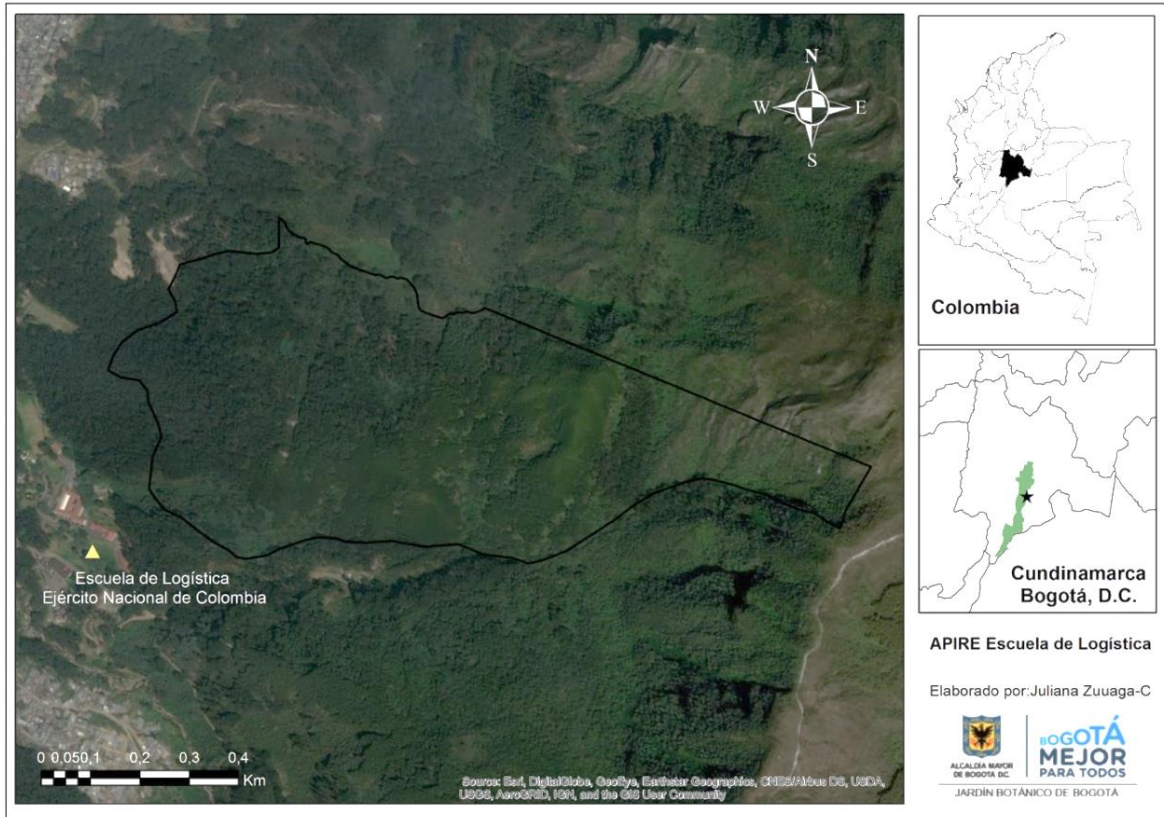 N
W E
S
Escuela de Logística
Ejército Nacional de Colombia
0 0,050,1 0,2 0,3 0,4
Km
Source: Esri, DigitalGlobe, GeoEye, Earthstar Geographics, CNES/Airbus DS, USDA,
USGS, AeroGRID, IGN, and the GIS User Community
Colombia
Cundinamarca
Bogotá, D.C.
APIRE Escuela de Logística
Elaborado por:Juliana Zuuaga-C
ALCALDÍA MAYOR
DE BOGOTÁ D.C.
BOGOTÁ
MEJOR
PARA TODOS
JARDÍN BOTÁNICO DE BOGOTÁ